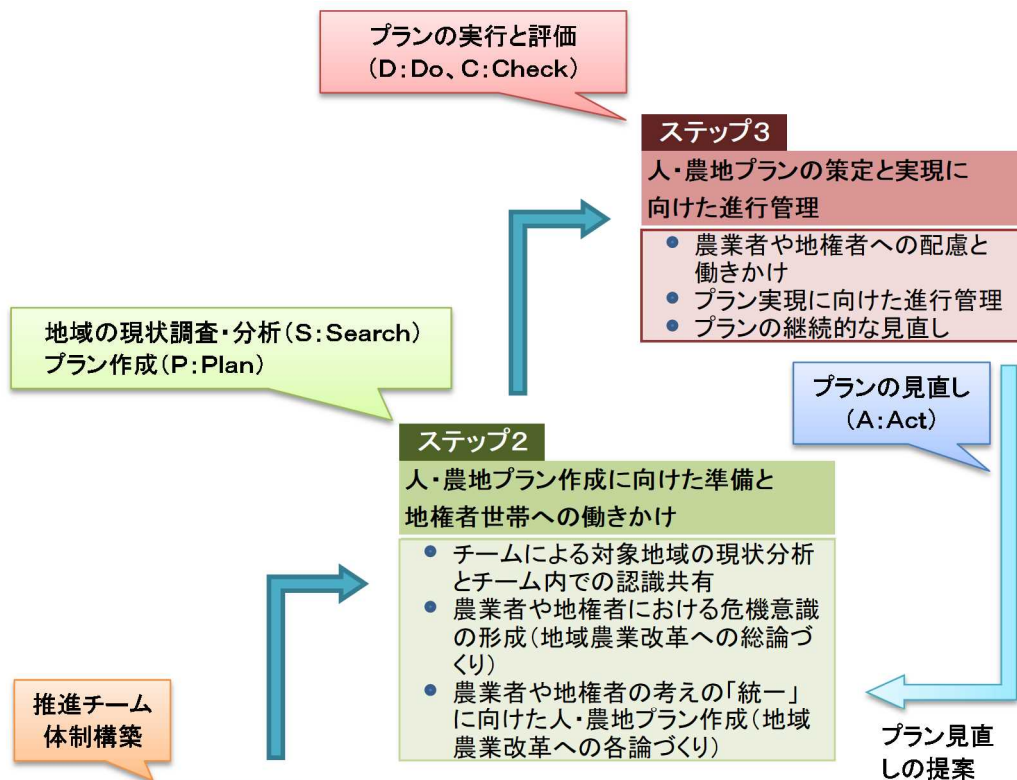 プランの実行と評価
(D:Do、C:Check)
ステップ3
人・農地プランの策定と実現に
向けた進行管理
農業者や地権者への配慮と
働きかけ
プラン実現に向けた進行管理
プランの継続的な見直し
地域の現状調査・分析(S:Search)
プラン作成(P:Plan)
プランの見直し
(A:Act)
ステップ2
人・農地プラン作成に向けた準備と
地権者世帯への働きかけ
チームによる対象地域の現状分析
とチーム内での認識共有
農業者や地権者における危機意識
の形成(地域農業改革への総論づ
くり)
農業者や地権者の考えの「統一」
に向けた人・農地プラン作成(地域
農業改革への各論づくり)
推進チーム
体制構築
プラン見直
しの提案